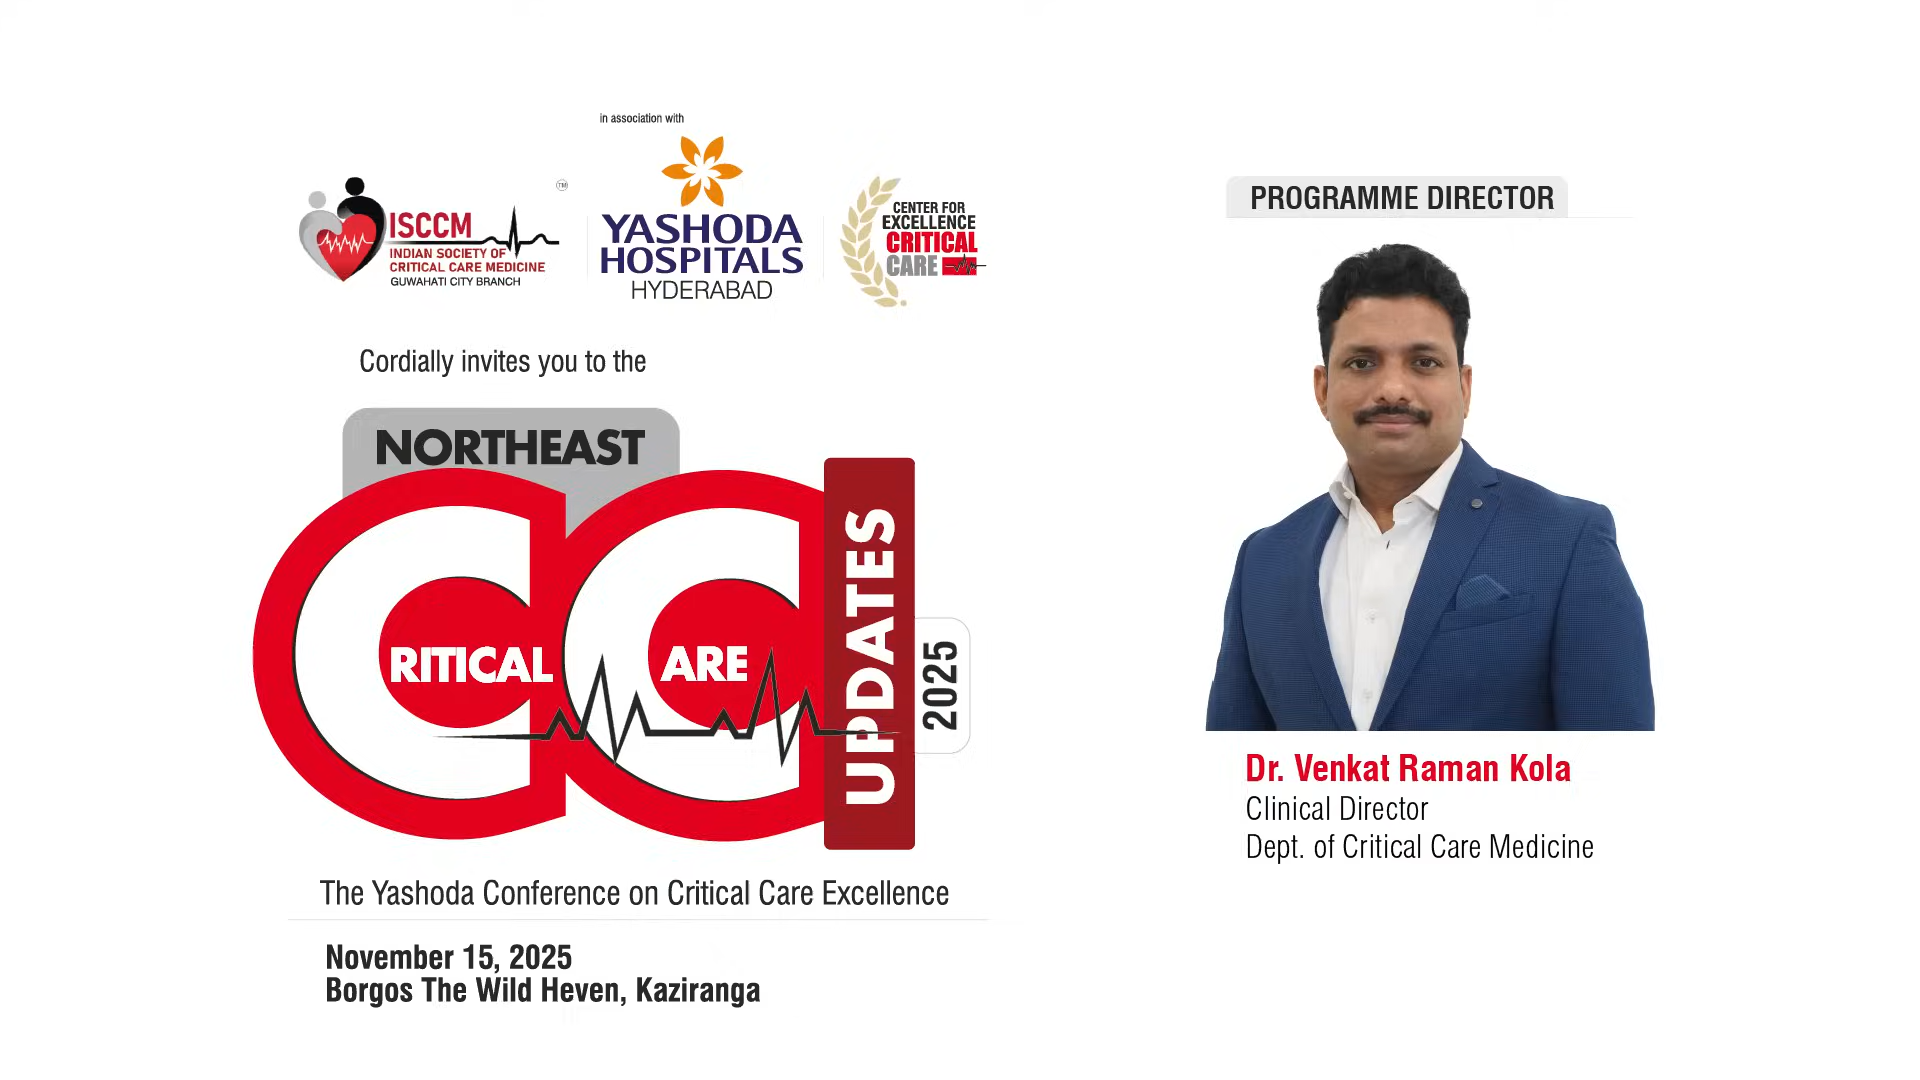 in association with
TM
ISCCM
INDIAN SOCIETY OF
CRITICAL CARE MEDICINE
GUWAHATI CITY BRANCH
YASHODA
HOSPITALS
HYDERABAD
CENTER FOR
EXCELLENCE
CRITICAL
CARE
Cordially invites you to the
NORTHEAST
CRITICAL CARE
UPDATES
2025
The Yashoda Conference on Critical Care Excellence
November 15, 2025
Borgos The Wild Heven, Kaziranga
PROGRAMME DIRECTOR
Dr. Venkat Raman Kola
Clinical Director
Dept. of Critical Care Medicine